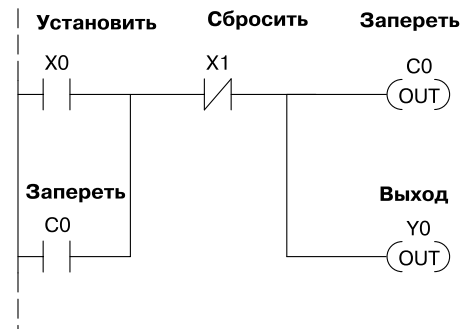 Установить Сбросить Запереть
X0 X1 C0
OUT
Запереть Выход
C0 Y0
OUT